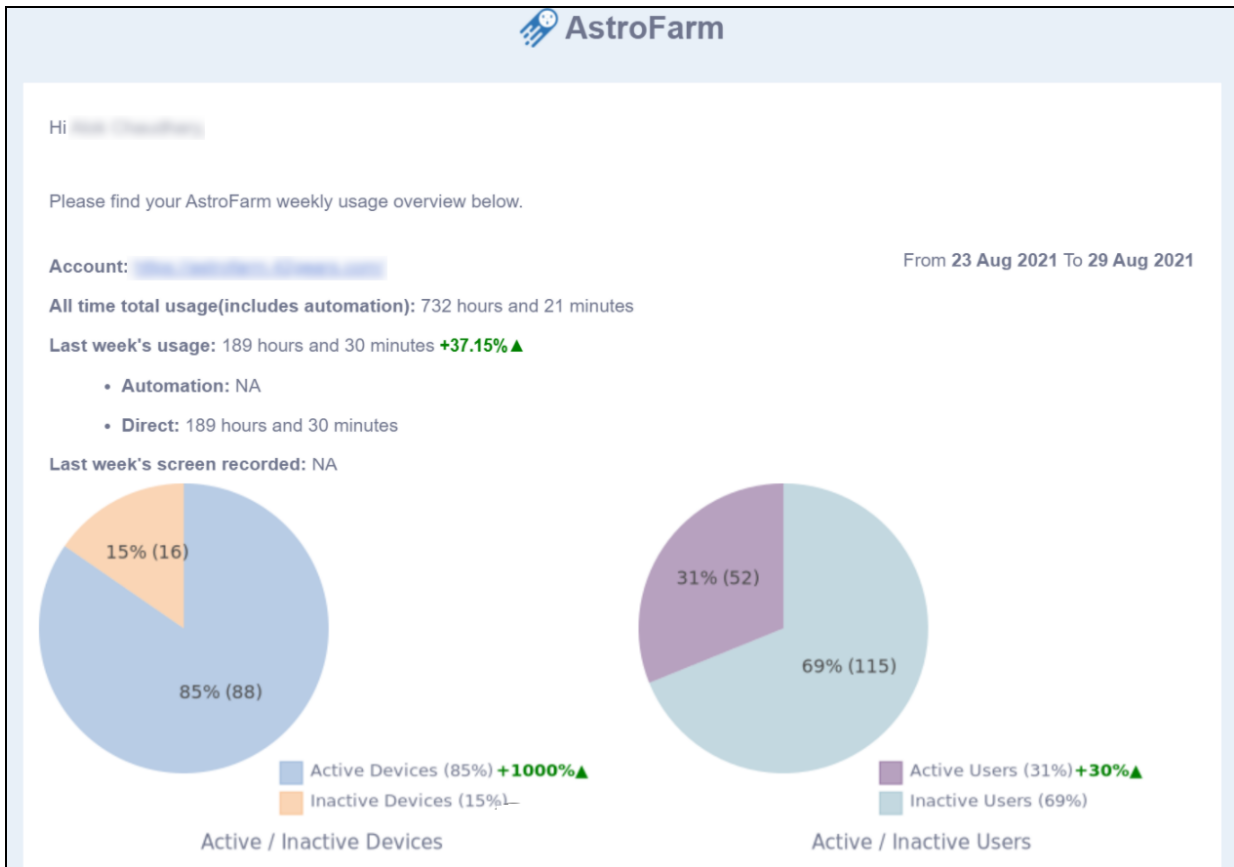 AstroFarm
Hi
Please find your AstroFarm weekly usage overview below.
Account:
From 23 Aug 2021 To 29 Aug 2021
All time total usage(includes automation): 732 hours and 21 minutes
Last week's usage: 189 hours and 30 minutes +37.15%▲
• Automation: NA
• Direct: 189 hours and 30 minutes
Last week's screen recorded: NA
15% (16)
85% (88)
Active Devices (85%) +1000%▲
Inactive Devices (15%)
Active / Inactive Devices
31% (52)
69% (115)
Active Users (31%) +30%▲
Inactive Users (69%)
Active / Inactive Users